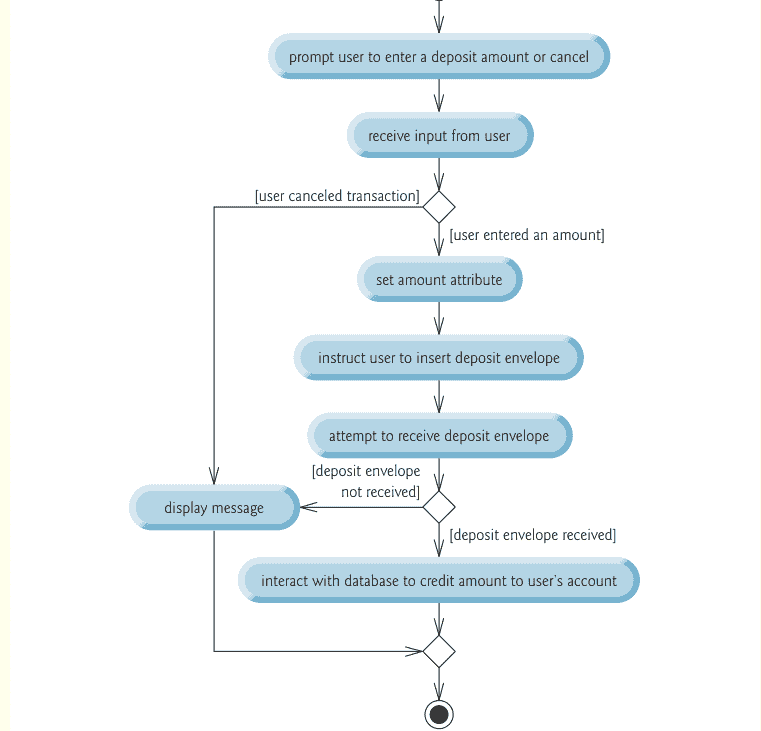 prompt user to enter a deposit amount or cancel
receive input from user
[user canceled transaction]
[user entered an amount]
set amount attribute
instruct user to insert deposit envelope
attempt to receive deposit envelope
[deposit envelope
not received]
display message
[deposit envelope received]
interact with database to credit amount to user's account